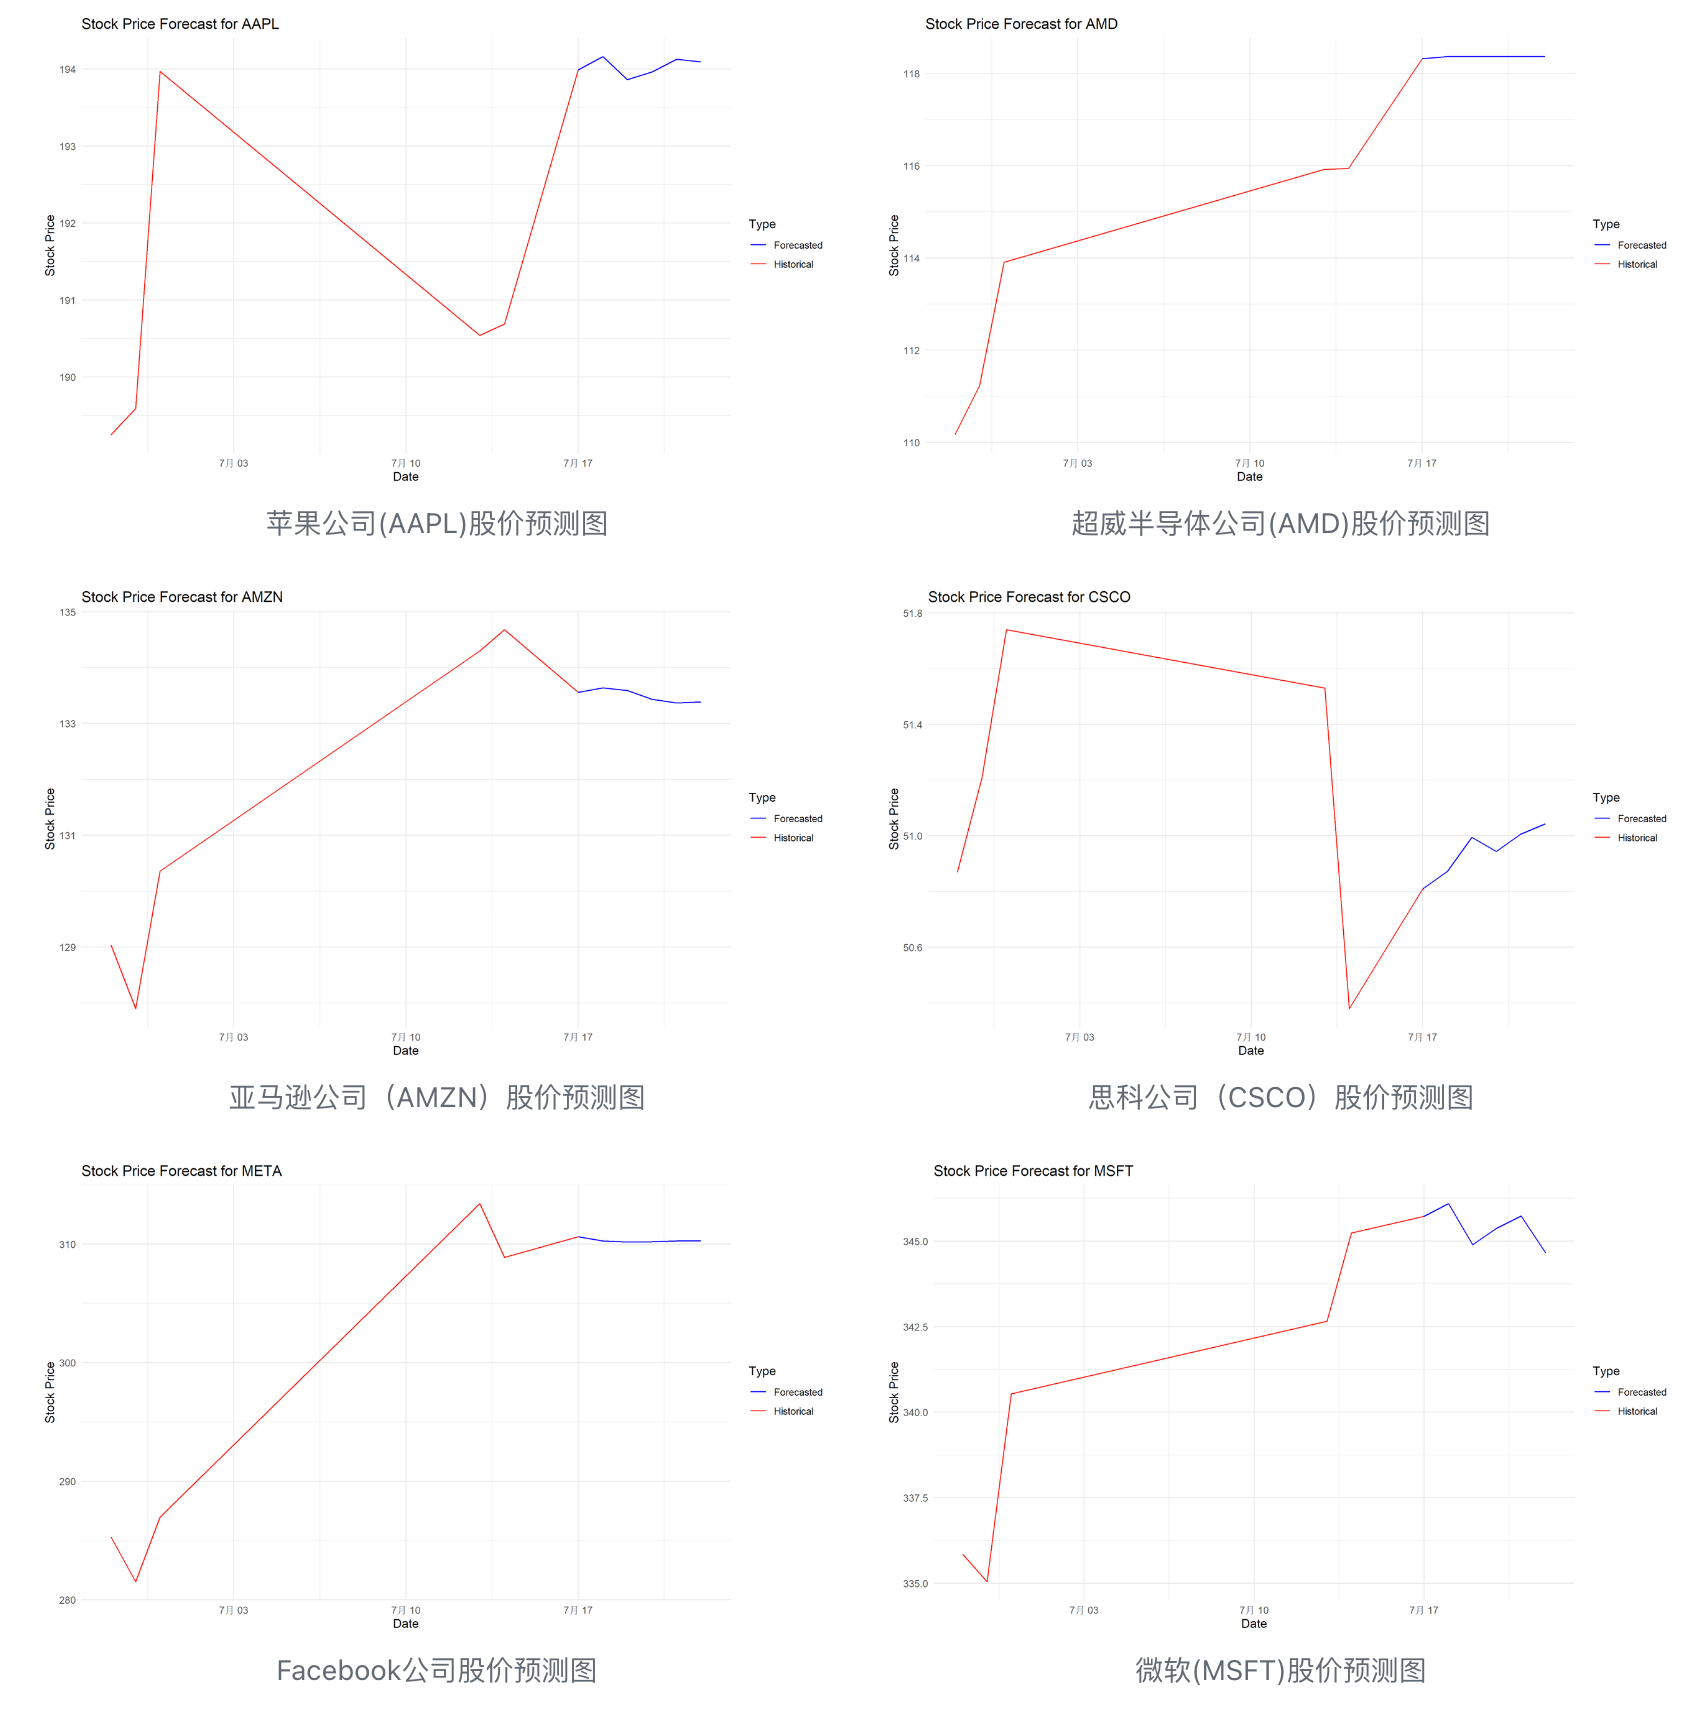 Stock Price Forecast for AAPL
194
193
192
191
190
Stock Price
7月 03
7月 10
7月 17
Date
Type
Forecasted
Historical
苹果公司(AAPL)股价预测图
Stock Price Forecast for AMD
118
116
114
112
110
Stock Price
7月 03
7月 10
7月 17
Date
Type
Forecasted
Historical
超威半导体公司(AMD)股价预测图
Stock Price Forecast for AMZN
135
133
131
129
Stock Price
7月 03
7月 10
7月 17
Date
Type
Forecasted
Historical
亚马逊公司（AMZN）股价预测图
Stock Price Forecast for CSCO
51.8
51.4
51.0
50.6
Stock Price
7月 03
7月 10
7月 17
Date
Type
Forecasted
Historical
思科公司（CSCO）股价预测图
Stock Price Forecast for META
310
300
290
280
Stock Price
7月 03
7月 10
7月 17
Date
Type
Forecasted
Historical
Facebook公司股价预测图
Stock Price Forecast for MSFT
345.0
342.5
340.0
337.5
335.0
Stock Price
7月 03
7月 10
7月 17
Date
Type
Forecasted
Historical
微软(MSFT)股价预测图